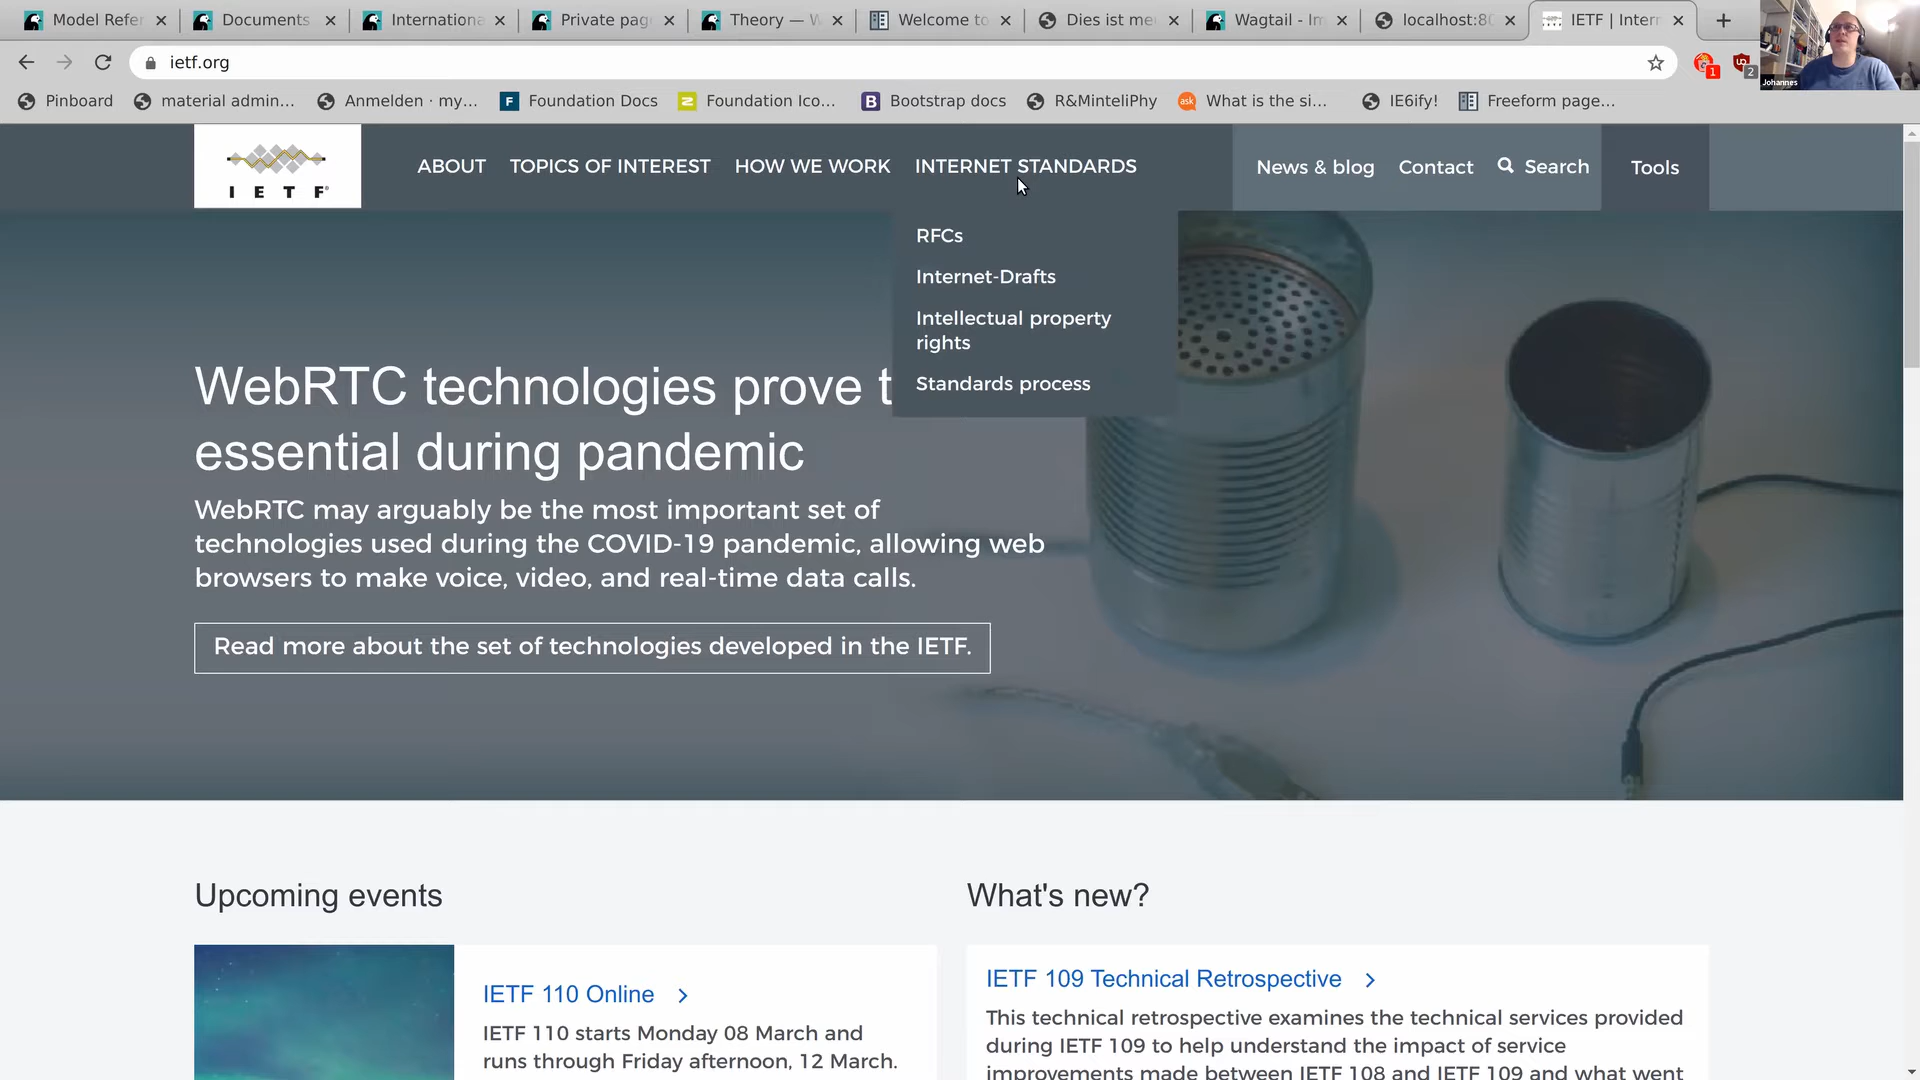 Model Refer
Documents
Internationa
Private pag
Theory — W
Welcome to
Dies ist me
Wagtail - Im
localhost:80
IETF | Inter
ietf.org
1
2
Johannes
Pinboard
material admin...
Anmelden · my...
Foundation Docs
Foundation Ico...
Bootstrap docs
R&MinteliPhy
ask
What is the si...
IE6ify!
Freeform page...
IETF
ABOUT
TOPICS OF INTEREST
HOW WE WORK
INTERNET STANDARDS
News & blog
Contact
Search
Tools
RFCs
Internet-Drafts
Intellectual property
rights
Standards process
WebRTC technologies prove t
essential during pandemic
WebRTC may arguably be the most important set of
technologies used during the COVID-19 pandemic, allowing web
browsers to make voice, video, and real-time data calls.
Read more about the set of technologies developed in the IETF.
Upcoming events
IETF 110 Online
IETF 110 starts Monday 08 March and
runs through Friday afternoon, 12 March.
What's new?
IETF 109 Technical Retrospective
This technical retrospective examines the technical services provided
during IETF 109 to help understand the impact of service
improvements made between IETF 108 and IETF 109 and what went